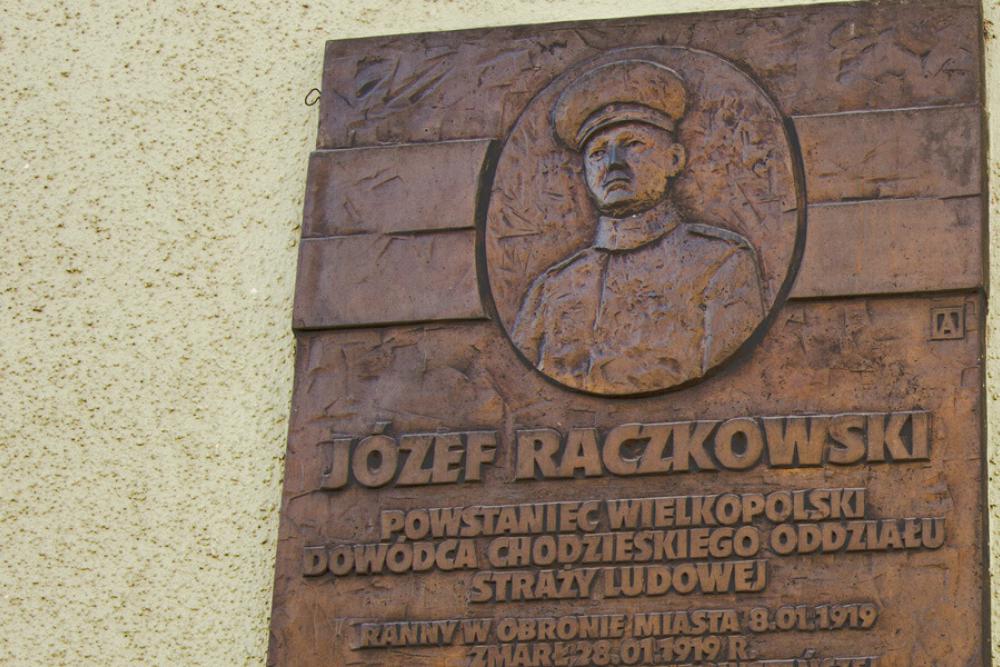 A
JÓZEF RACZKOWSKI
POWSTANIEC WIELKOPOLSKI
DOWÓDCA CHODZIESKIEGO ODDZIAŁU
STRAŻY LUDOWEJ
RANNY W OBRONIE MIASTA 8.01.1919
ZMARŁ 28.01.1919 R.